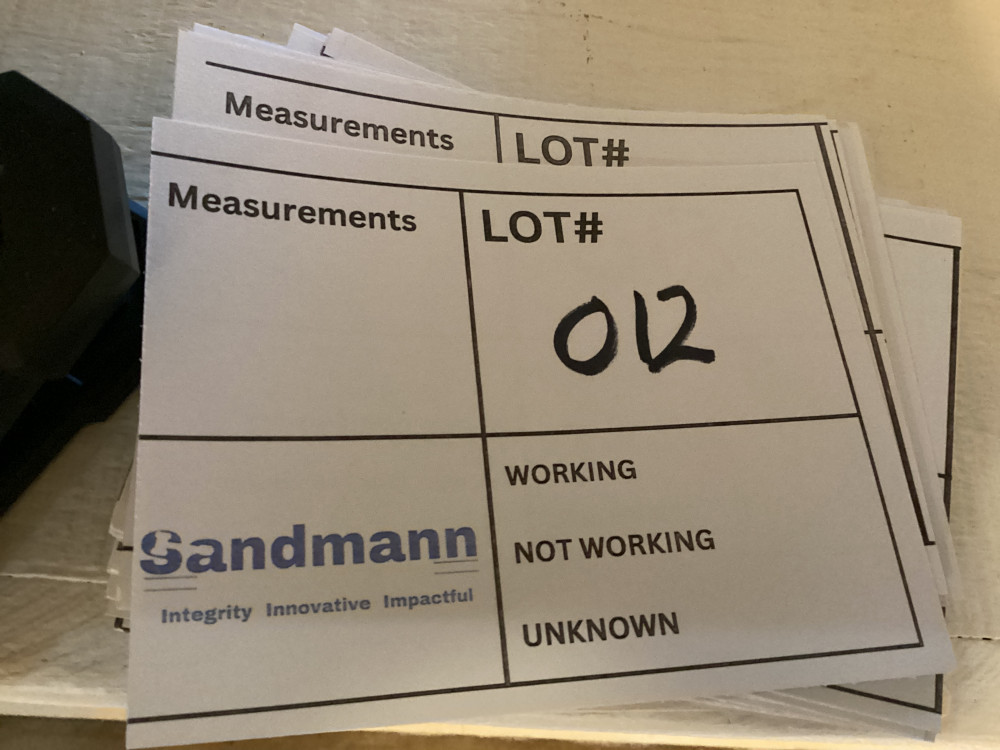 Measurements
LOT#
Measurements
LOT#
012
WORKING
NOT WORKING
UNKNOWN
Sandmann
Integrity Innovative Impactful